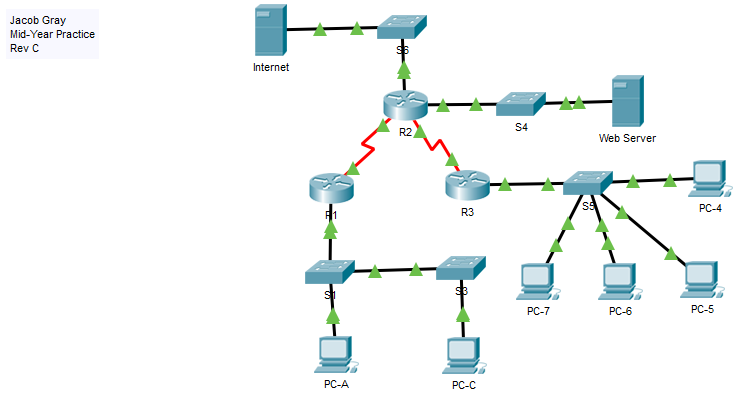 Jacob Gray
Mid-Year Practice
Rev C
S6
Internet
R2
S4
Web Server
R1
R3
S5
PC-4
S1
S3
PC-7
PC-6
PC-5
PC-A
PC-C